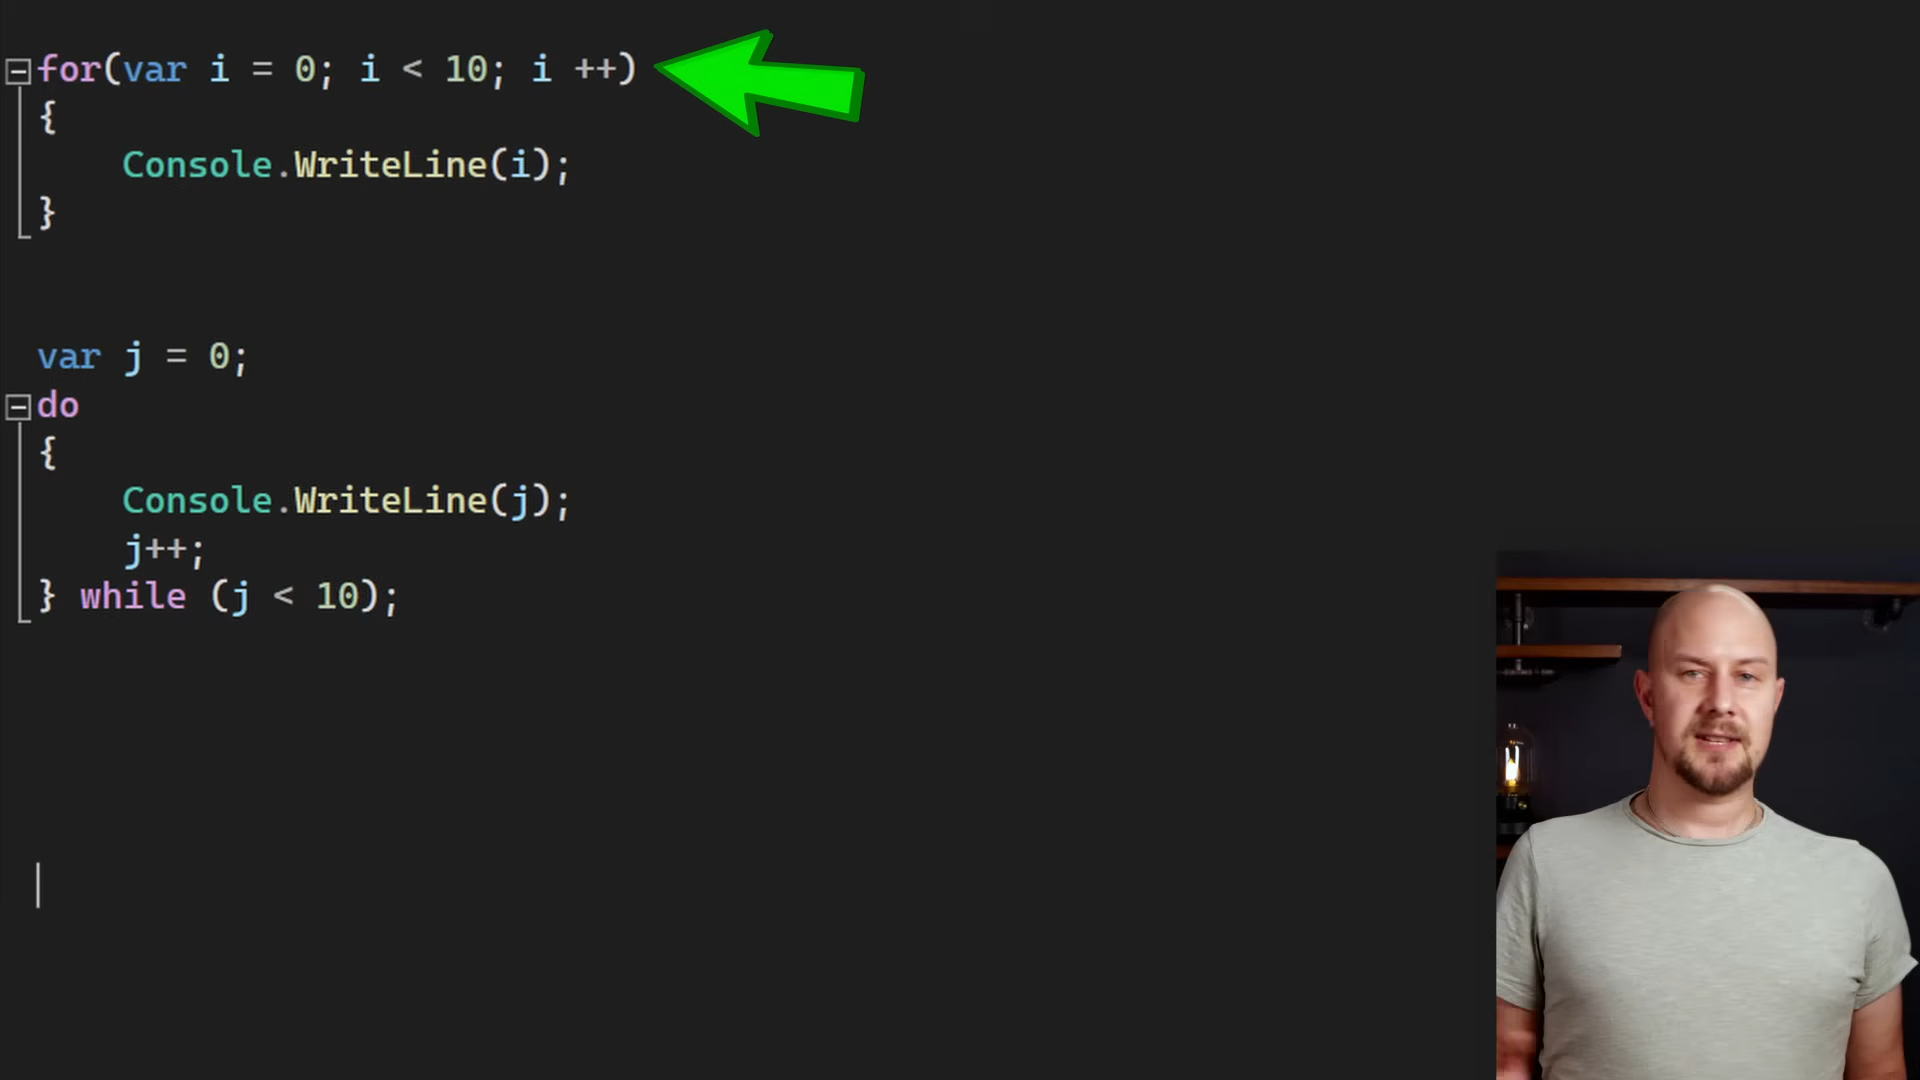 for(var i = 0; i < 10; i ++)
{
    Console.WriteLine(i);
}
var j = 0;
do
{
    Console.WriteLine(j);
    j++;
} while (j < 10);